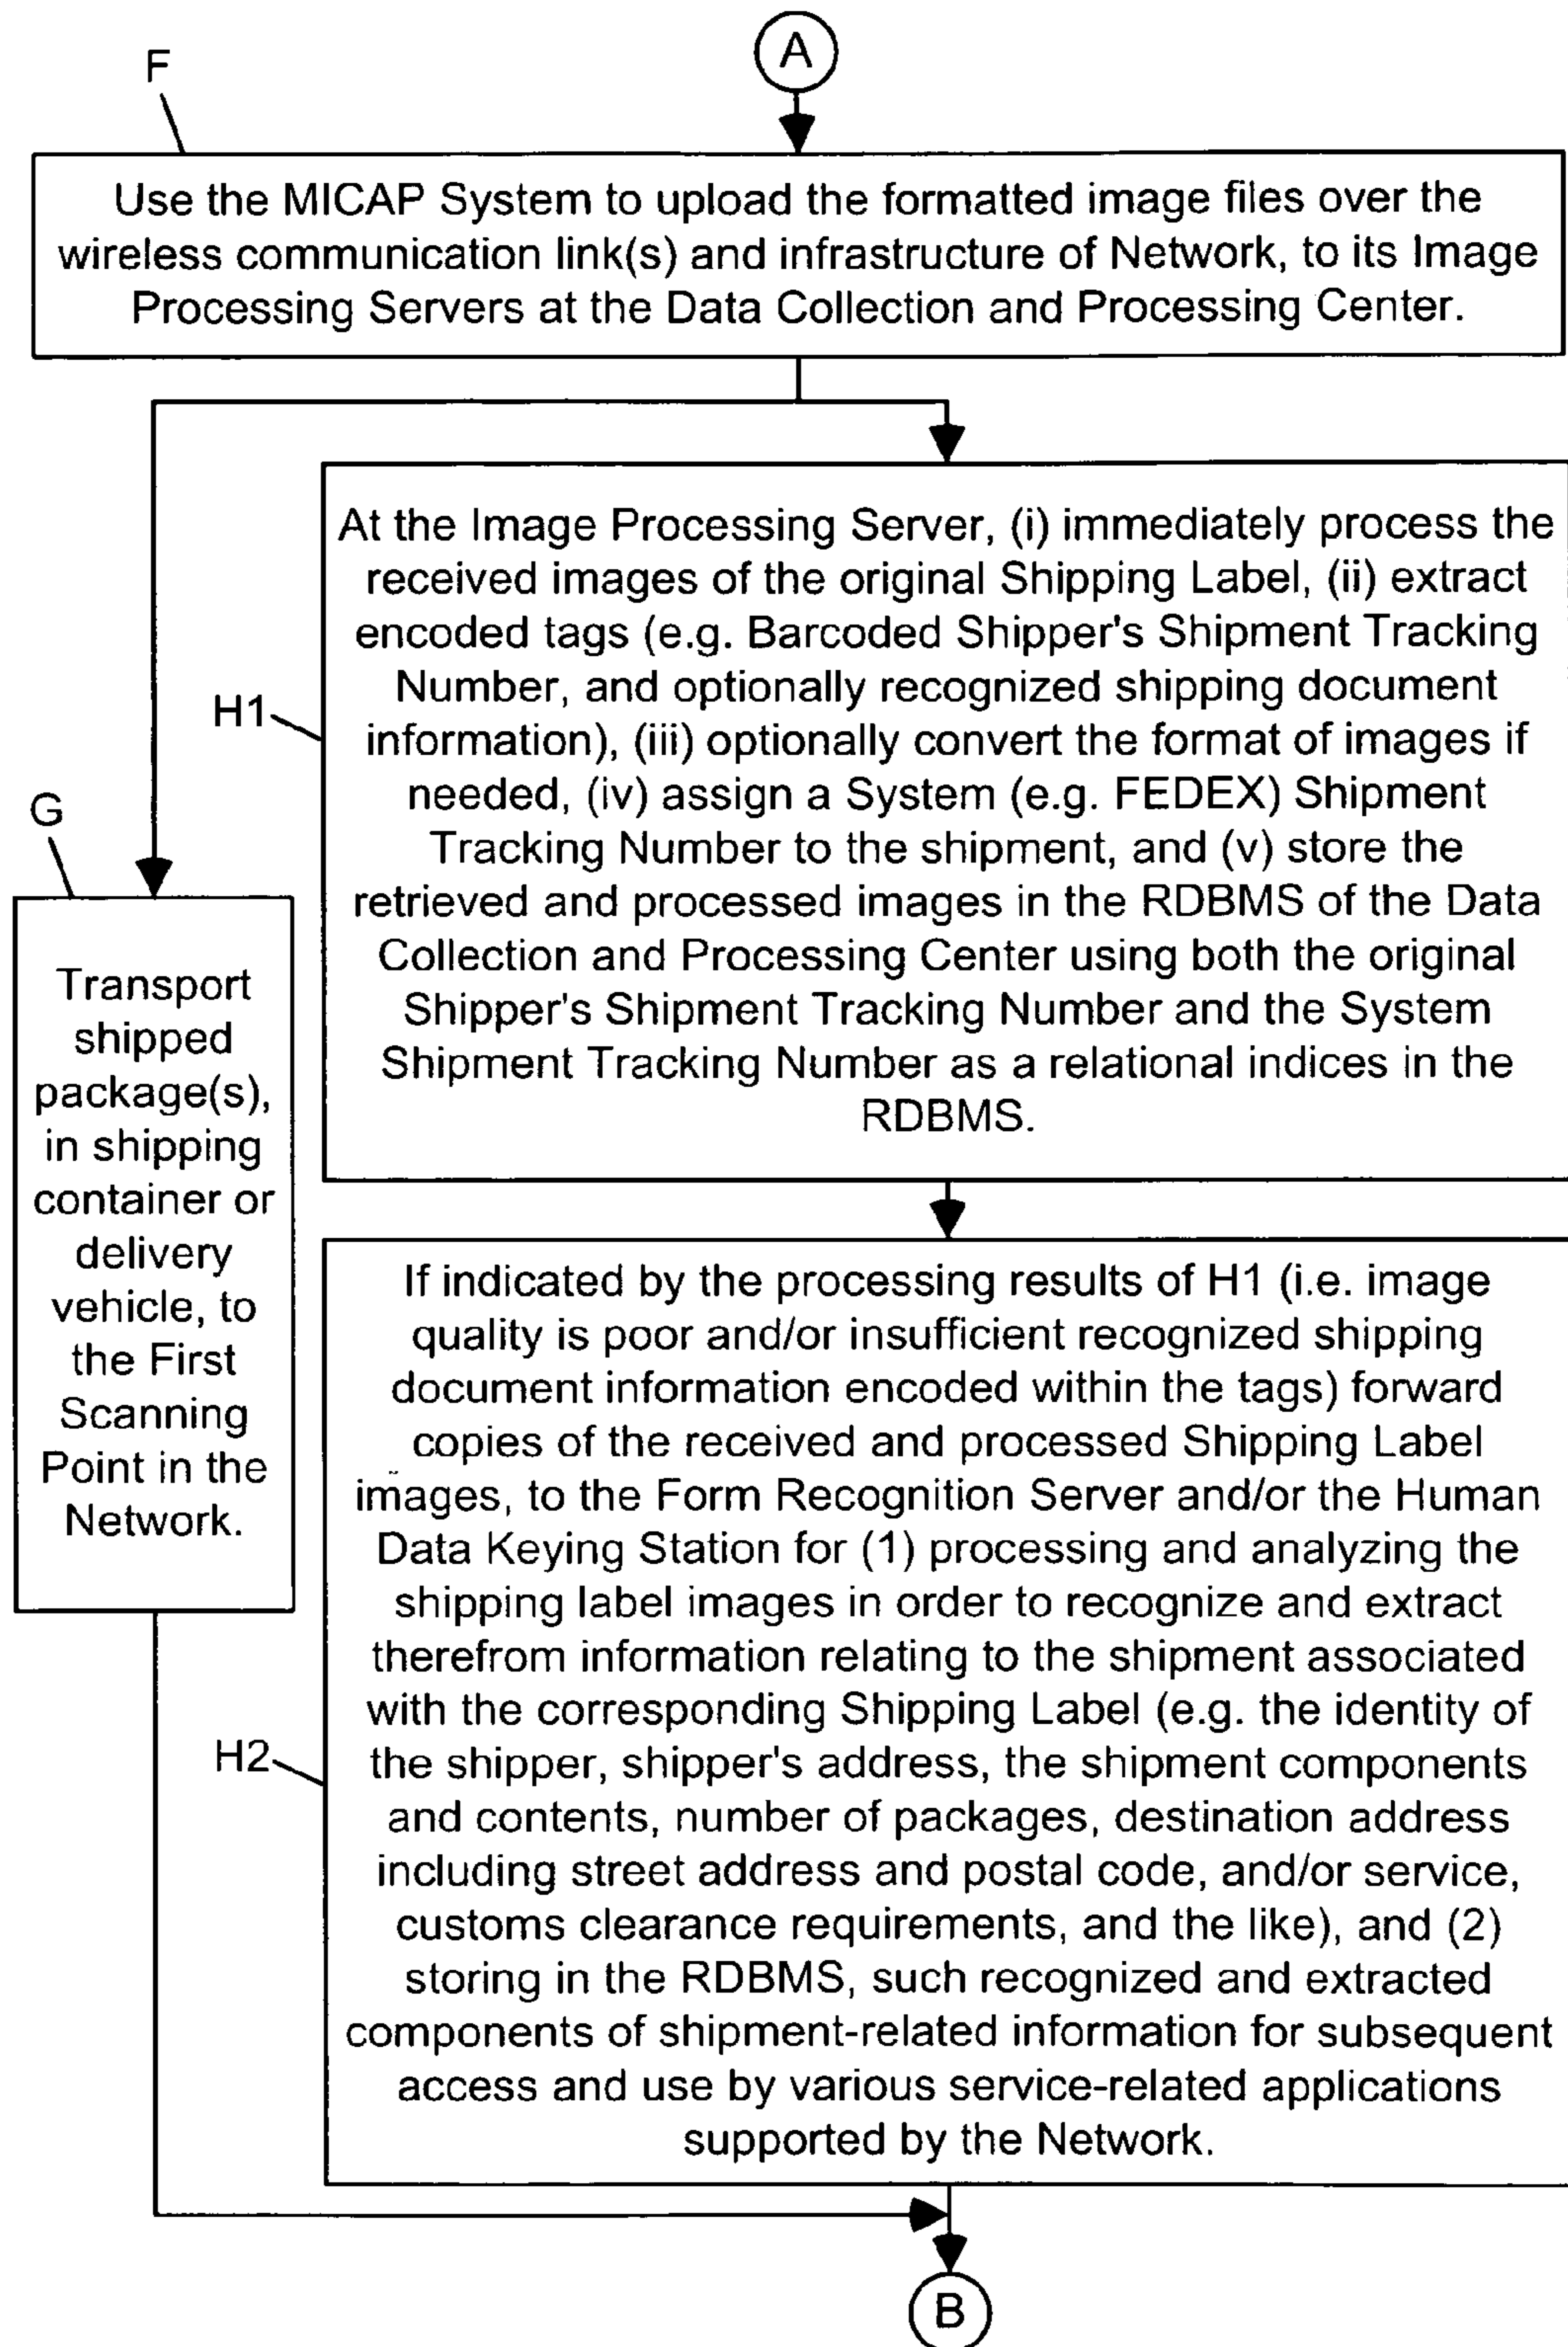 A
F
Use the MICAP System to upload the formatted image files over the
wireless communication link(s) and infrastructure of Network, to its Image
Processing Servers at the Data Collection and Processing Center.
H1
At the Image Processing Server, (i) immediately process the
received images of the original Shipping Label, (ii) extract
encoded tags (e.g. Barcoded Shipper's Shipment Tracking
Number, and optionally recognized shipping document
information), (iii) optionally convert the format of images if
needed, (iv) assign a System (e.g. FEDEX) Shipment
Tracking Number to the shipment, and (v) store the
retrieved and processed images in the RDBMS of the Data
Collection and Processing Center using both the original
Shipper's Shipment Tracking Number and the System
Shipment Tracking Number as a relational indices in the
RDBMS.
G
Transport
shipped
package(s),
in shipping
container or
delivery
vehicle, to
the First
Scanning
Point in the
Network.
H2
If indicated by the processing results of H1 (i.e. image
quality is poor and/or insufficient recognized shipping
document information encoded within the tags) forward
copies of the received and processed Shipping Label
images, to the Form Recognition Server and/or the Human
Data Keying Station for (1) processing and analyzing the
shipping label images in order to recognize and extract
therefrom information relating to the shipment associated
with the corresponding Shipping Label (e.g. the identity of
the shipper, shipper's address, the shipment components
and contents, number of packages, destination address
including street address and postal code, and/or service,
customs clearance requirements, and the like), and (2)
storing in the RDBMS, such recognized and extracted
components of shipment-related information for subsequent
access and use by various service-related applications
supported by the Network.
B